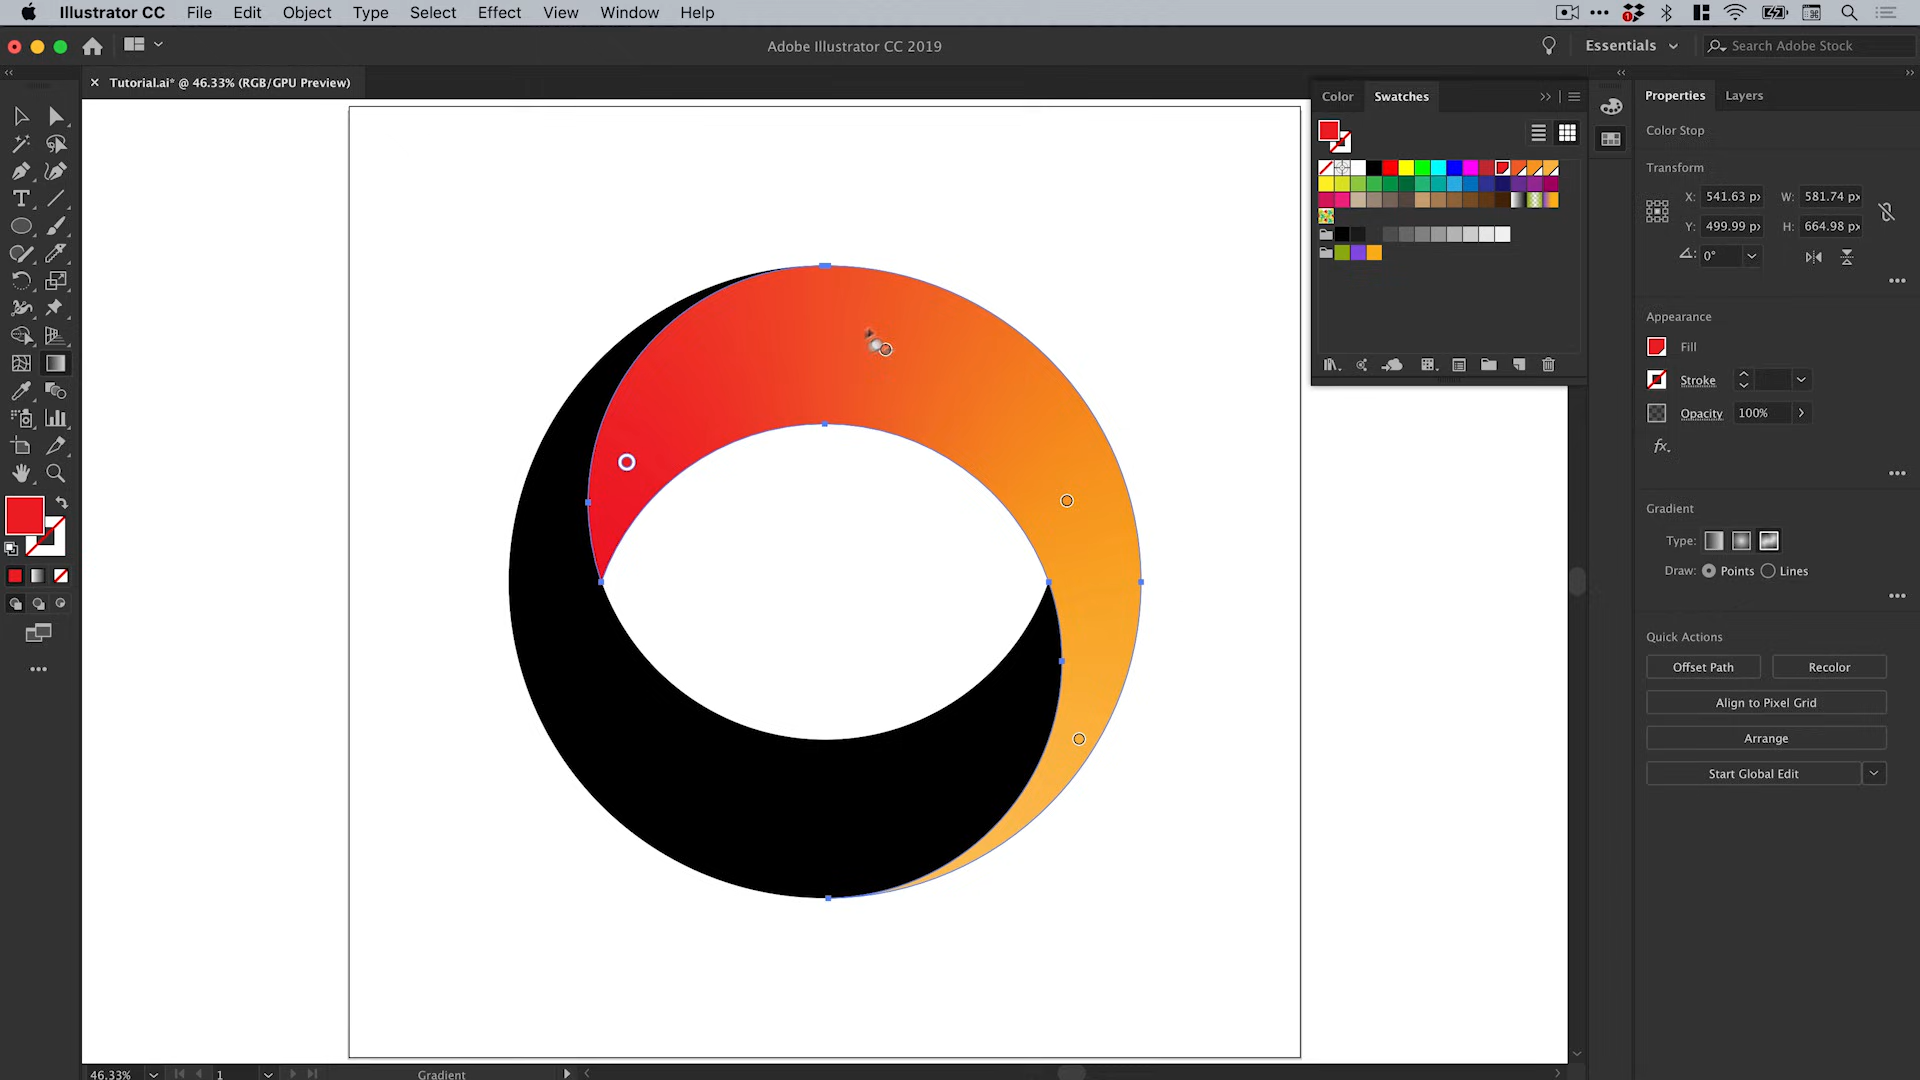 Illustrator CC File Edit Object Type Select Effect View Window Help
1
Adobe Illustrator CC 2019
Essentials
Search Adobe Stock
Tutorial.ai* @ 46.33% (RGB/GPU Preview)
Color Swatches
Properties Layers
Color Stop
Transform
X: 541.63 px W: 581.74 px
Y: 499.99 px H: 664.98 px
0°
Appearance
Fill
Stroke
Opacity 100%
fx
Gradient
Type:
Draw: Points Lines
Quick Actions
Offset Path Recolor
Align to Pixel Grid
Arrange
Start Global Edit
46.33% 1 Gradient